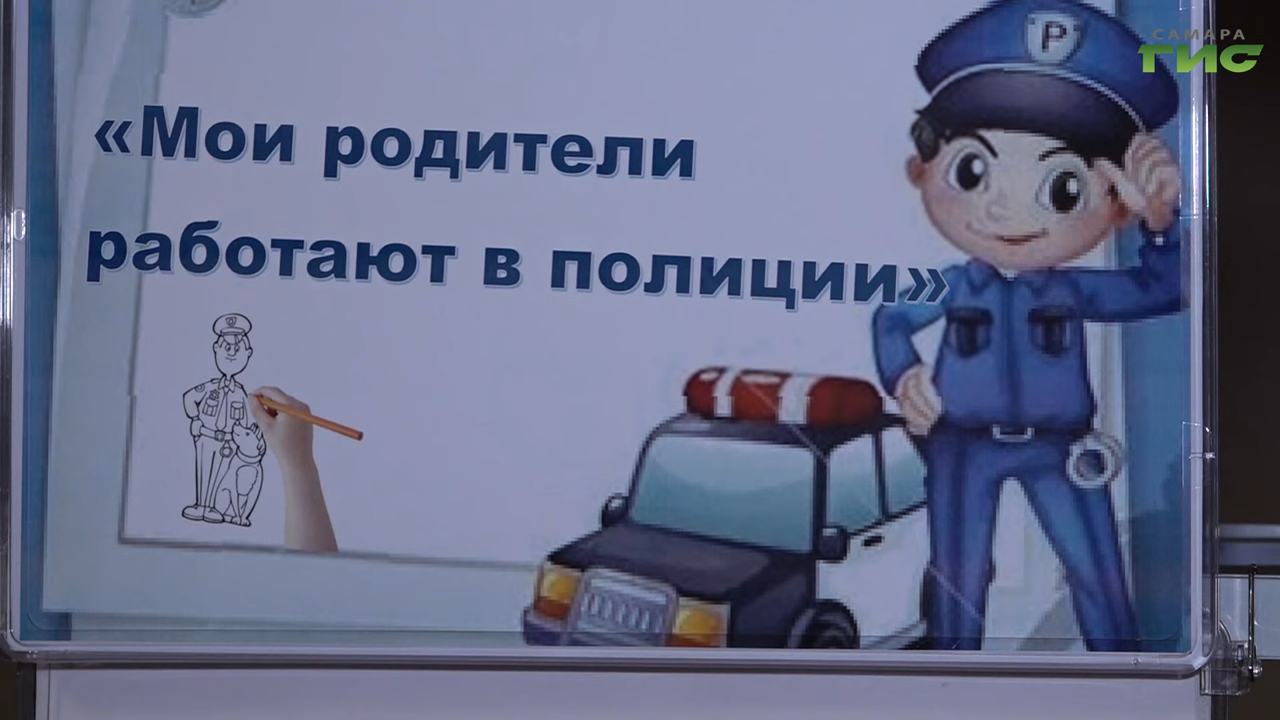 САМАРА
ГИС
«Мои родители
работают в полиции»
P